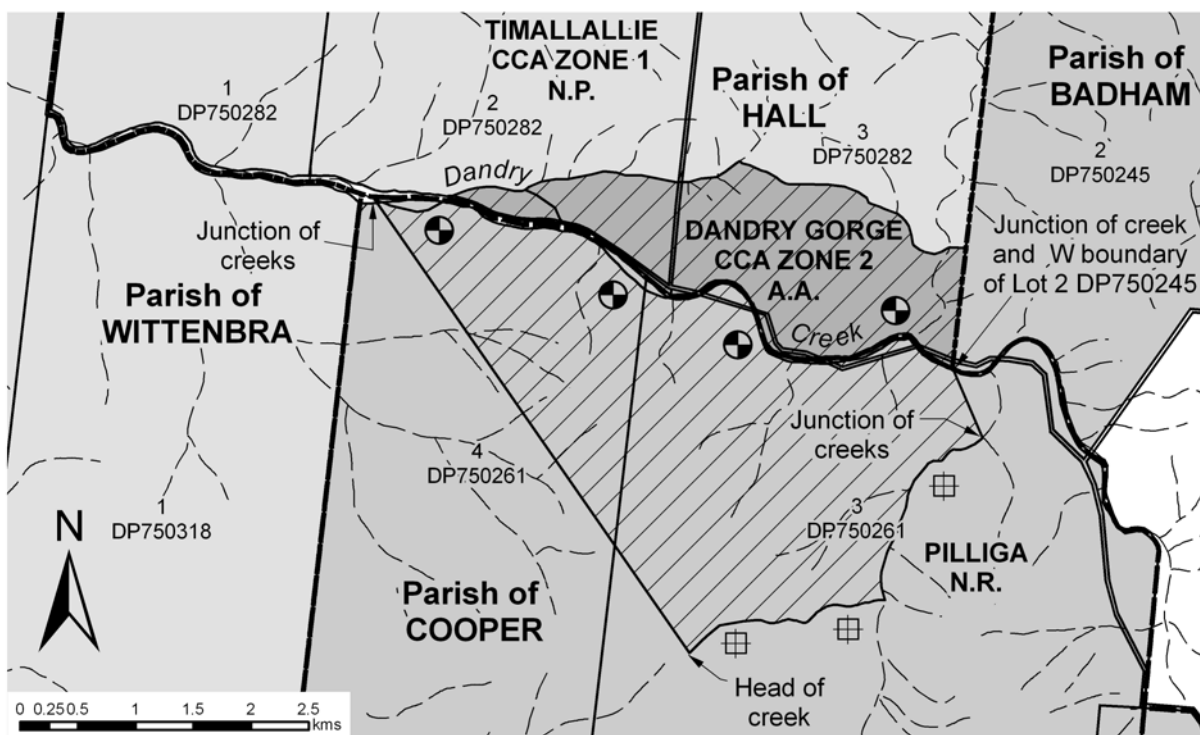 TIMALLALLIE
CCA ZONE 1
N.P.
Parish of
HALL
Parish of
BADHAM
1
DP750282
2
DP750282
3
DP750282
2
DP750245
Dandry
Junction of
creeks
DANDRY GORGE
CCA ZONE 2
A.A.
Junction of creek
and W boundary
of Lot 2 DP750245
Parish of
WITTENBRA
Creek
Junction of
creeks
4
DP750261
1
DP750318
3
DP750261
PILLIGA
N.R.
N
Parish of
COOPER
Head of
creek
0 0.25 0.5 1 1.5 2 2.5
kms